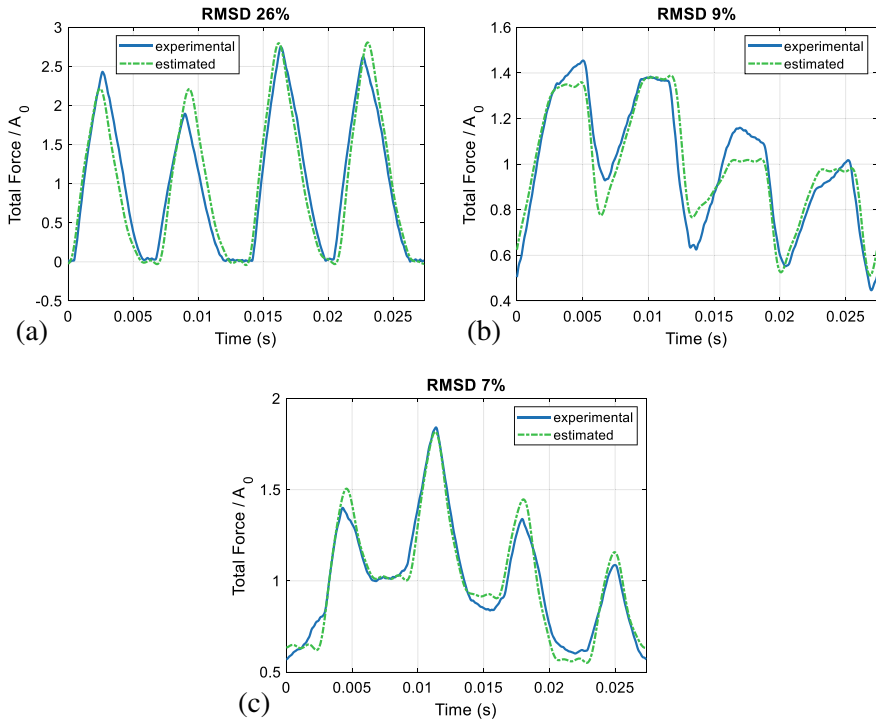 RMSD 26%
3
2.5
2
1.5
1
0.5
0
-0.5
Total Force / A0
experimental
estimated
0
0.005
0.01
0.015
0.02
0.025
Time (s)
(a)
RMSD 9%
1.6
1.4
1.2
1.0
0.8
0.6
0.4
Total Force / A0
experimental
estimated
0
0.005
0.01
0.015
0.02
0.025
Time (s)
(b)
RMSD 7%
2
1.5
1
0.5
Total Force / A0
experimental
estimated
0
0.005
0.01
0.015
0.02
0.025
Time (s)
(c)